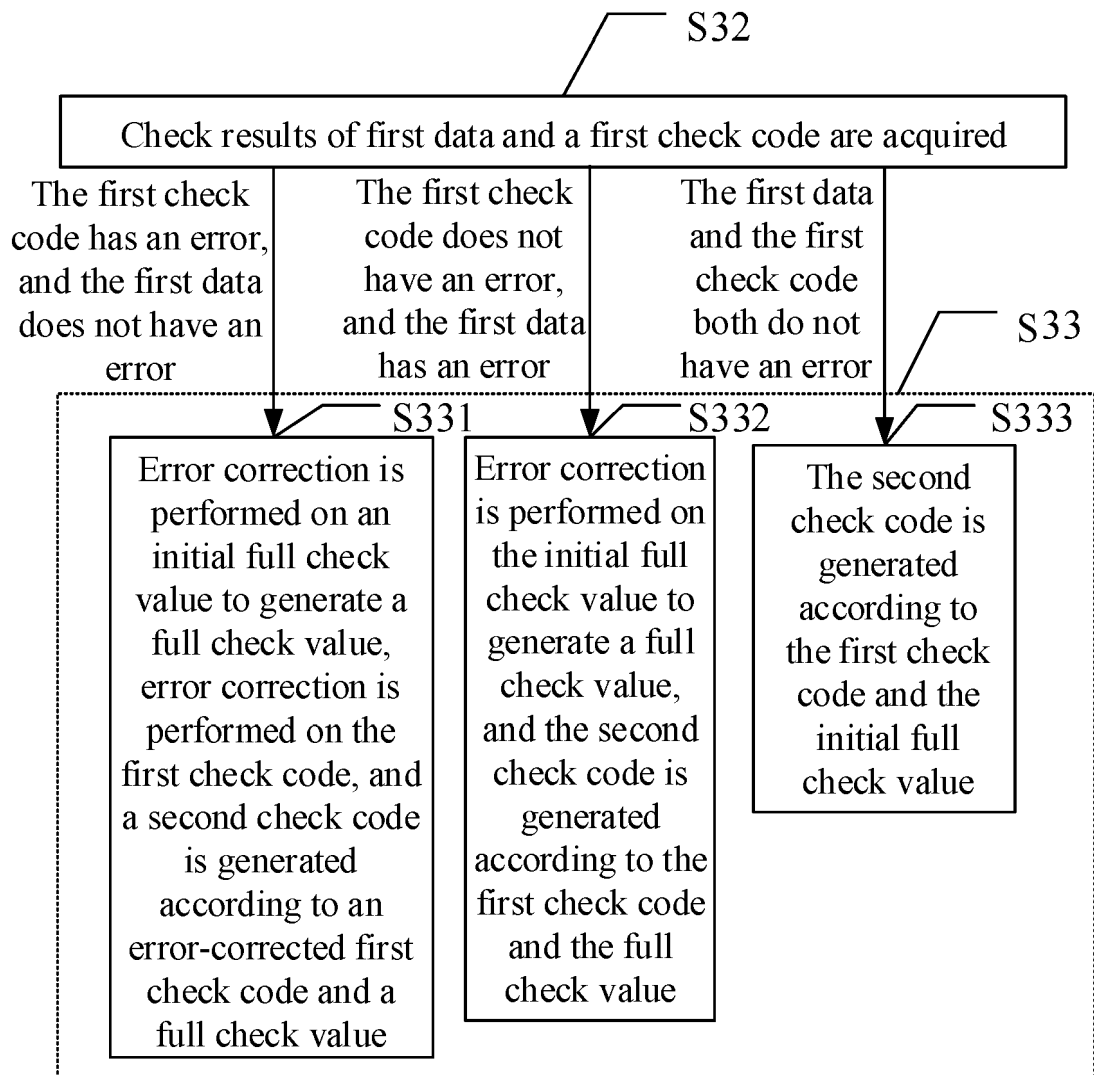 S32
Check results of first data and a first check code are acquired
The first check
code has an error,
and the first data
does not have an
error
The first check
code does not
have an error,
and the first data
has an error
The first data
and the first
check code
both do not
have an error
S33
S331
Error correction is
performed on an
initial full check
value to generate a
full check value,
error correction is
performed on the
first check code, and
a second check code
is generated
according to an
error-corrected first
check code and a
full check value
S332
Error correction
is performed on
the initial full
check value to
generate a full
check value,
and the second
check code is
generated
according to the
first check code
and the full
check value
S333
The second
check code is
generated
according to
the first check
code and the
initial full
check value